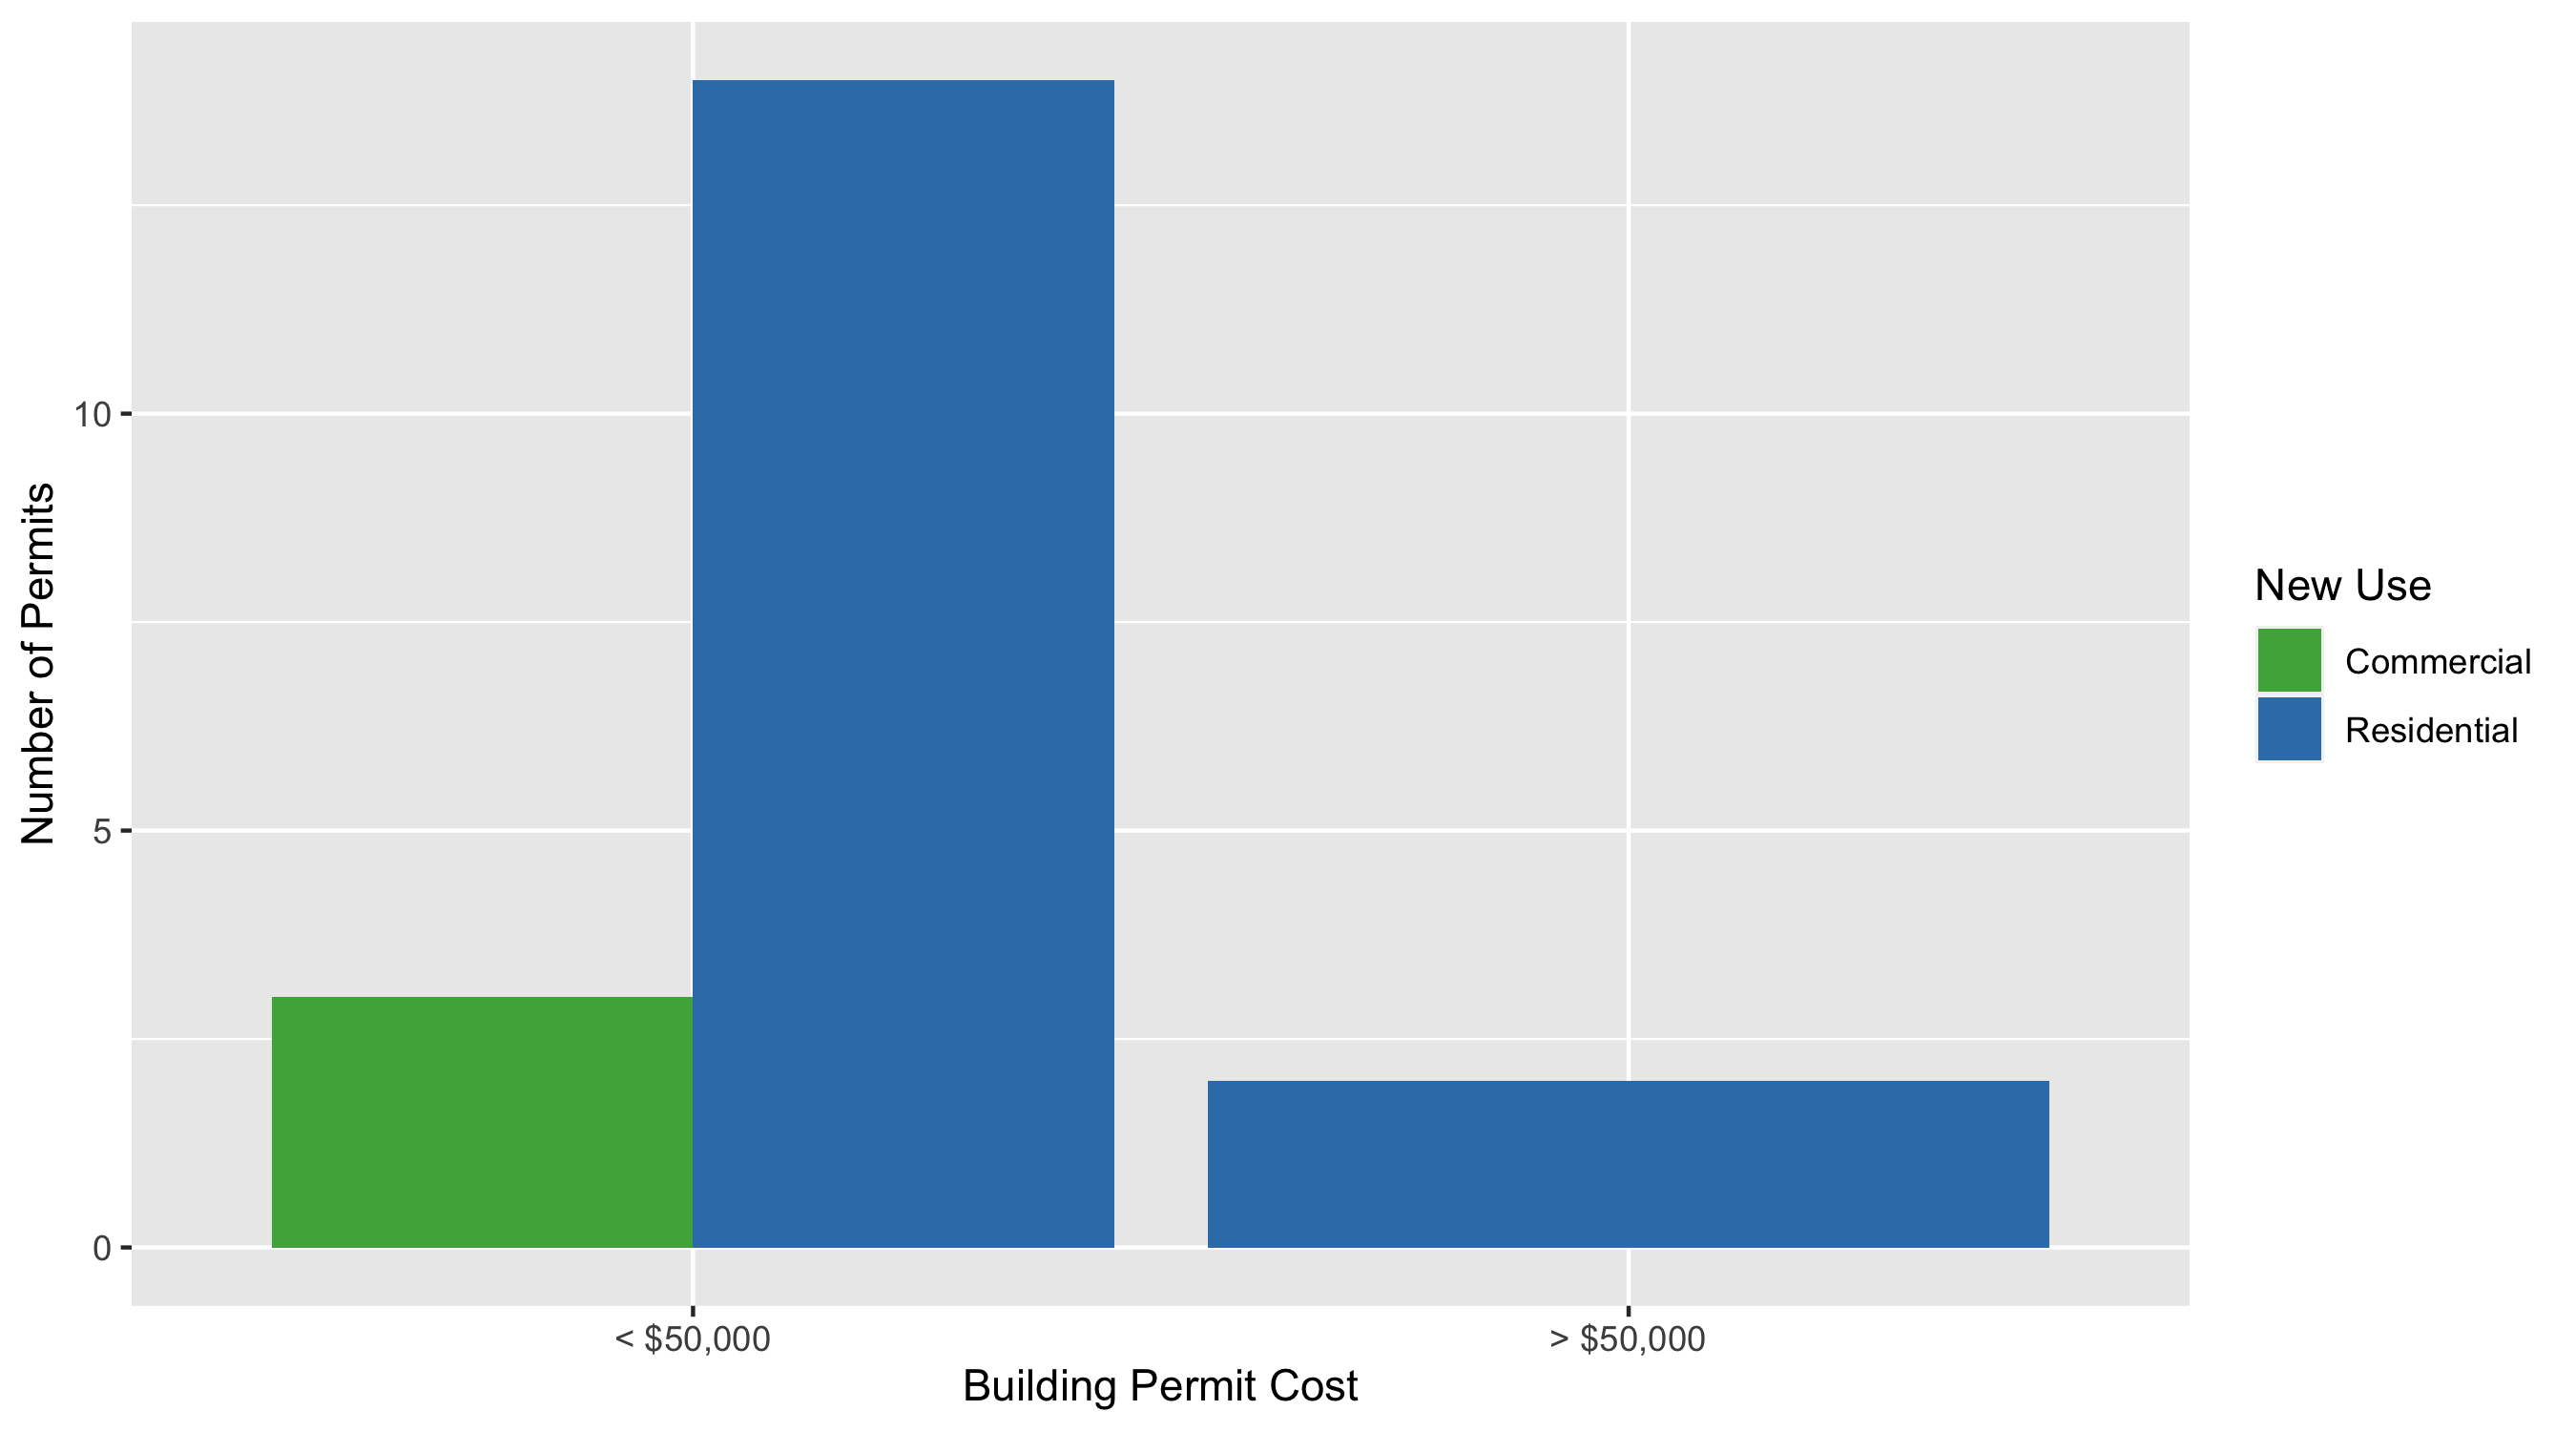 10
5
0
Number of Permits
< $50,000
> $50,000
Building Permit Cost
New Use
Commercial
Residential